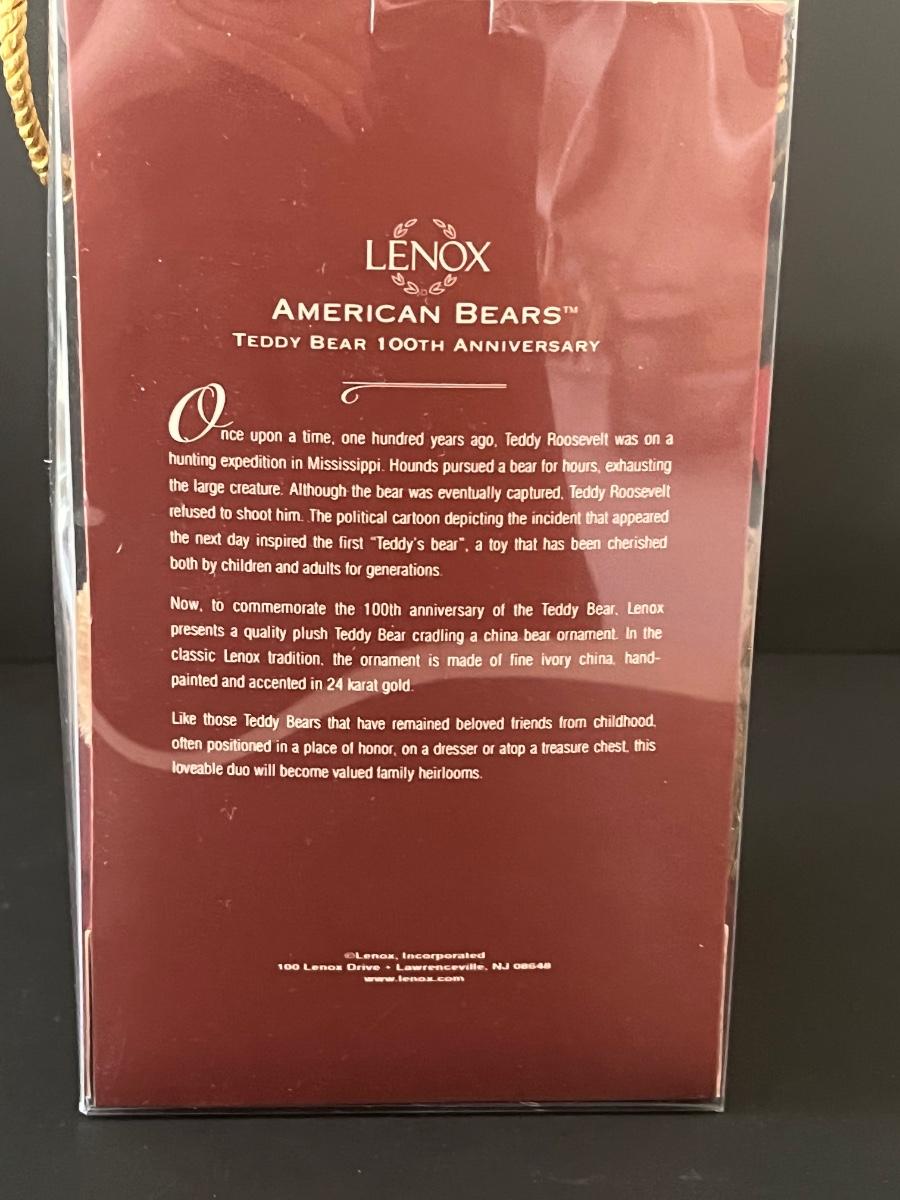 LENOX
AMERICAN BEARS™
TEDDY BEAR 100TH ANNIVERSARY
Once upon a time, one hundred years ago, Teddy Roosevelt was on a
hunting expedition in Mississippi. Hounds pursued a bear for hours, exhausting
the large creature. Although the bear was eventually captured, Teddy Roosevelt
refused to shoot him. The political cartoon depicting the incident that appeared
the next day inspired the first "Teddy's bear", a toy that has been cherished
both by children and adults for generations.
Now, to commemorate the 100th anniversary of the Teddy Bear, Lenox
presents a quality plush Teddy Bear cradling a china bear ornament. In the
classic Lenox tradition, the ornament is made of fine ivory china, hand-
painted and accented in 24 karat gold.
Like those Teddy Bears that have remained beloved friends from childhood,
often positioned in a place of honor, on a dresser or atop a treasure chest, this
loveable duo will become valued family heirlooms.
©Lenox, Incorporated
100 Lenox Drive • Lawrenceville, NJ 08648
www.lenox.com